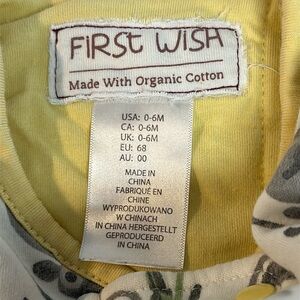 FIRST WISH
Made With Organic Cotton
USA: 0-6M
CA: 0-6M
UK: 0-6M
EU: 68
AU: 00
MADE IN
CHINA
FABRIQUÉ EN
CHINE
WYPRODUKOWANO
W CHINACH
IN CHINA HERGESTELLT
GEPRODUCEERD
IN CHINA